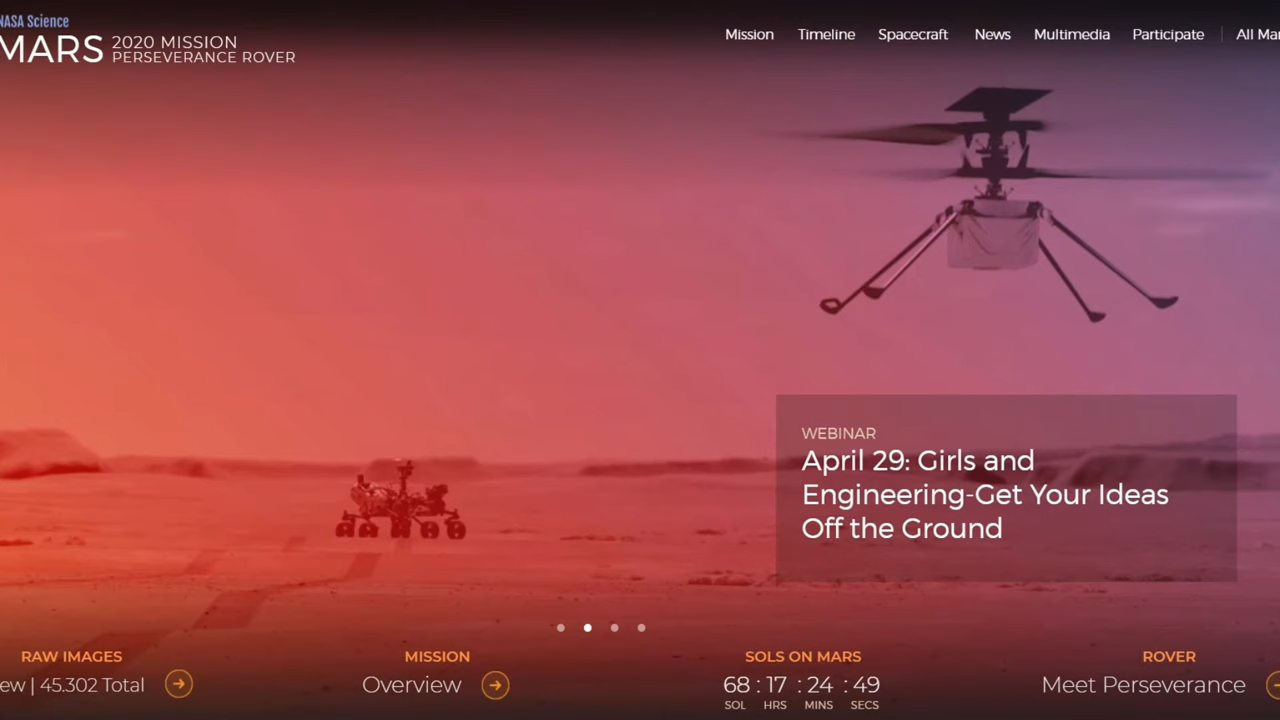 NASA Science
MARS
2020 MISSION
PERSEVERANCE ROVER
Mission Timeline Spacecraft News Multimedia Participate All
WEBINAR
April 29: Girls and
Engineering-Get Your Ideas
Off the Ground
RAW IMAGES
| 45.302 Total
MISSION
Overview
SOLS ON MARS
68 : 17 : 24 : 49
SOL HRS MINS SECS
ROVER
Meet Perseverance